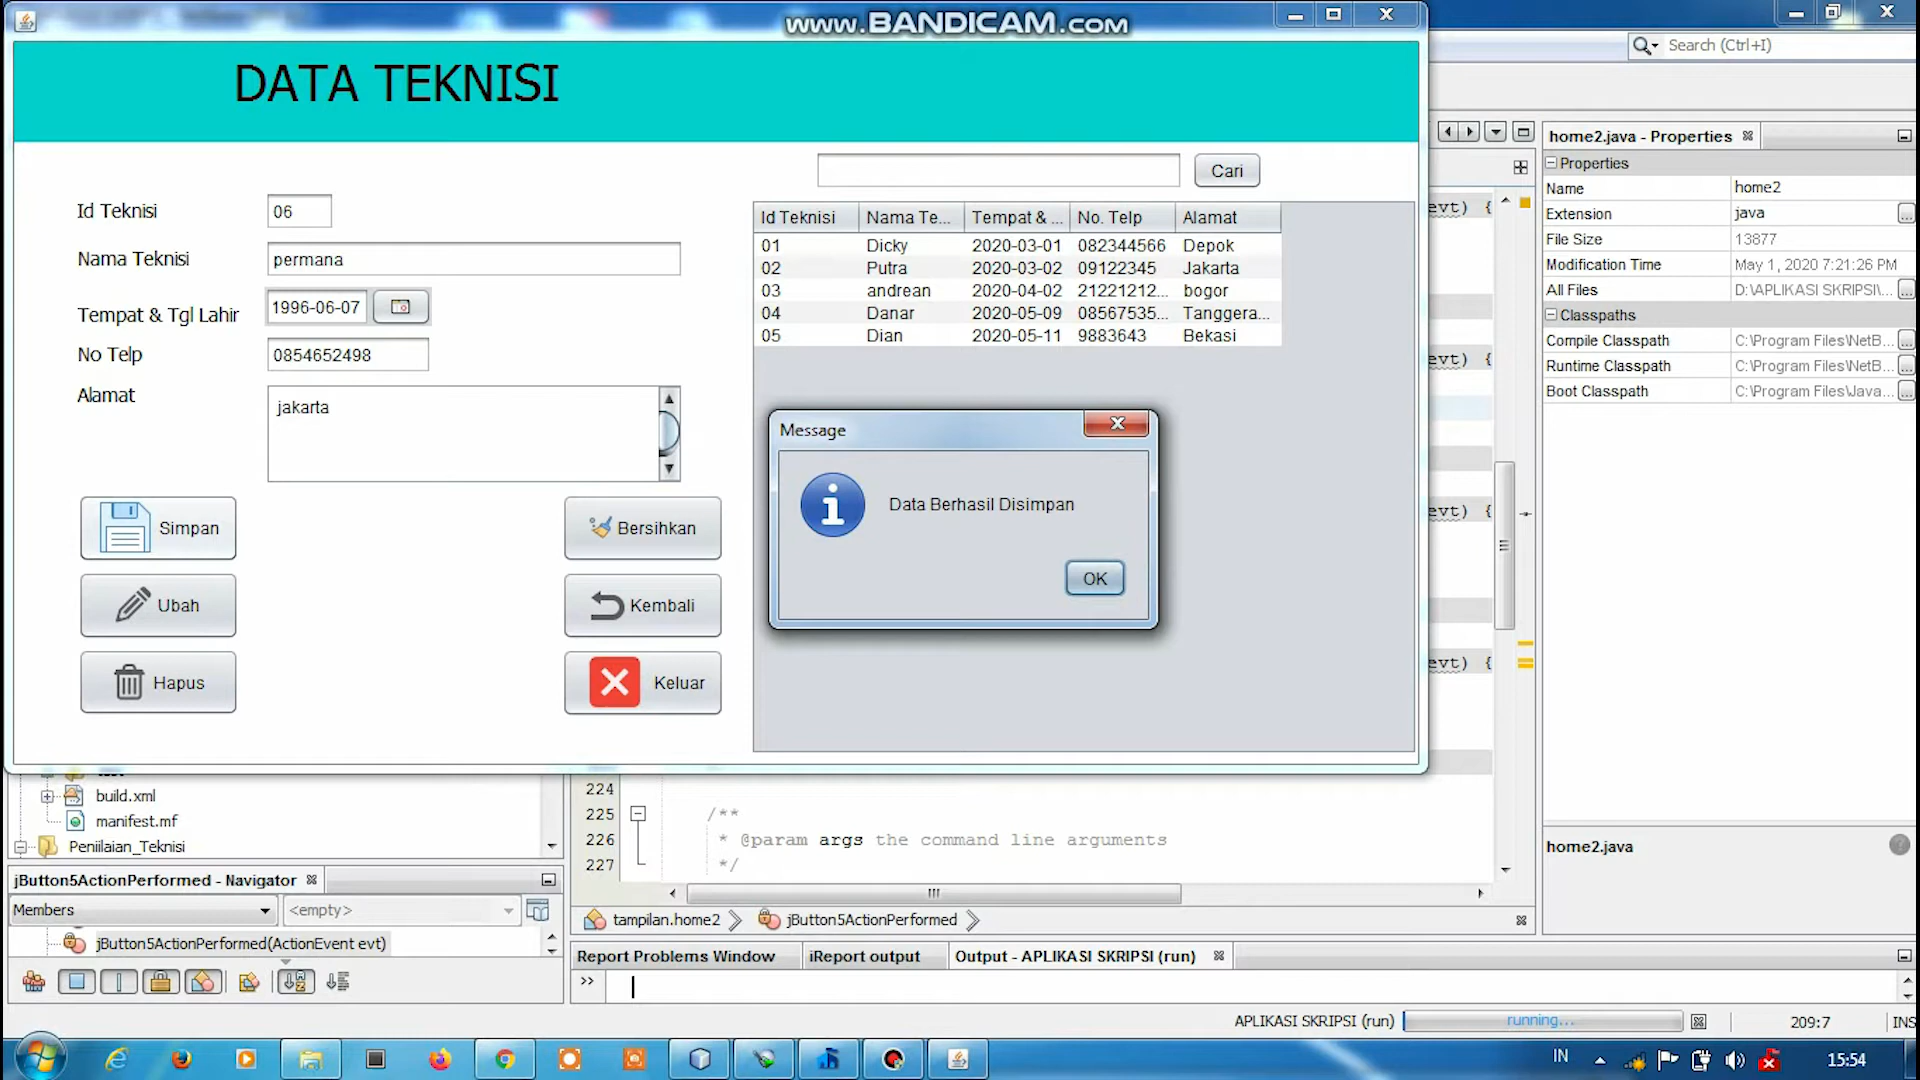 www.BANDICAM.com
Search (Ctrl+I)
DATA TEKNISI
Cari
Id Teknisi
06
Nama Teknisi
permana
Tempat & Tgl Lahir
1996-06-07
No Telp
0854652498
Alamat
jakarta
Simpan
Bersihkan
Ubah
Kembali
Hapus
Keluar
Id Teknisi Nama Te... Tempat & ... No. Telp Alamat
01 Dicky 2020-03-01 082344566 Depok
02 Putra 2020-03-02 09122345 Jakarta
03 andrean 2020-04-02 21221212... bogor
04 Danar 2020-05-09 08567535... Tanggera...
05 Dian 2020-05-11 9883643 Bekasi
Message
Data Berhasil Disimpan
OK
evt) {
evt) {
evt) {
evt) {
home2.java - Properties
Properties
Name home2
Extension java
File Size 13877
Modification Time May 1, 2020 7:21:26 PM
All Files D:\APLIKASI SKRIPSI\...
Classpaths
Compile Classpath C:\Program Files\NetB...
Runtime Classpath C:\Program Files\NetB...
Boot Classpath C:\Program Files\Java...
home2.java
build.xml
manifest.mf
Peniilaian_Teknisi
224
225 /**
226 * @param args the command line arguments
227 */
jButton5ActionPerformed - Navigator
Members
<empty>
jButton5ActionPerformed(ActionEvent evt)
tampilan.home2
jButton5ActionPerformed
Report Problems Window
iReport output
Output - APLIKASI SKRIPSI (run)
>>
APLIKASI SKRIPSI (run)
running...
209:7
INS
IN
15:54